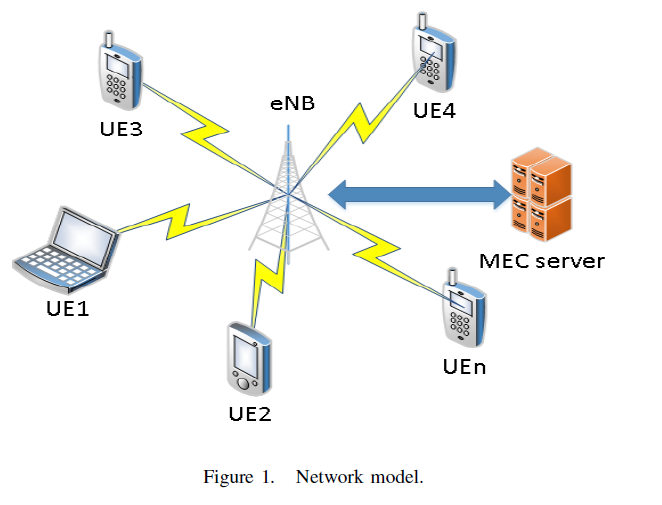 UE3
eNB
UE4
MEC server
UE1
UEn
UE2
Figure 1. Network model.